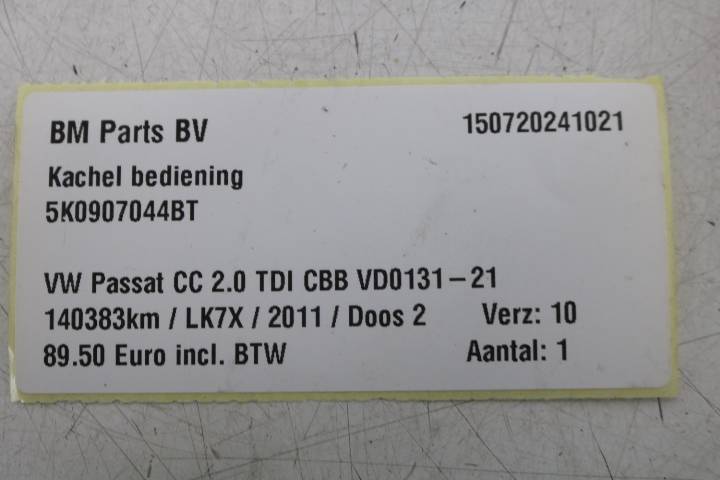 BM Parts BV 150720241021
Kachel bediening
5K0907044BT
VW Passat CC 2.0 TDI CBB VD0131-21
140383km / LK7X / 2011 / Doos 2 Verz: 10
89.50 Euro incl. BTW Aantal: 1